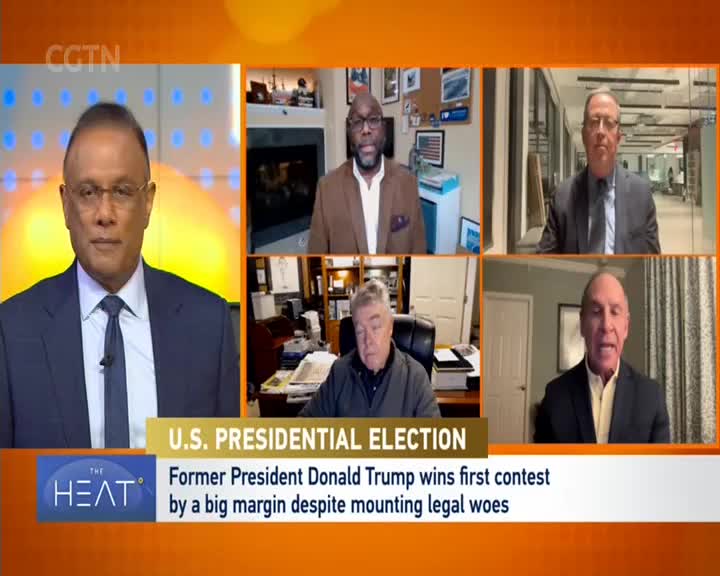 CGTN
U.S. PRESIDENTIAL ELECTION
THE
HEAT
Former President Donald Trump wins first contest
by a big margin despite mounting legal woes